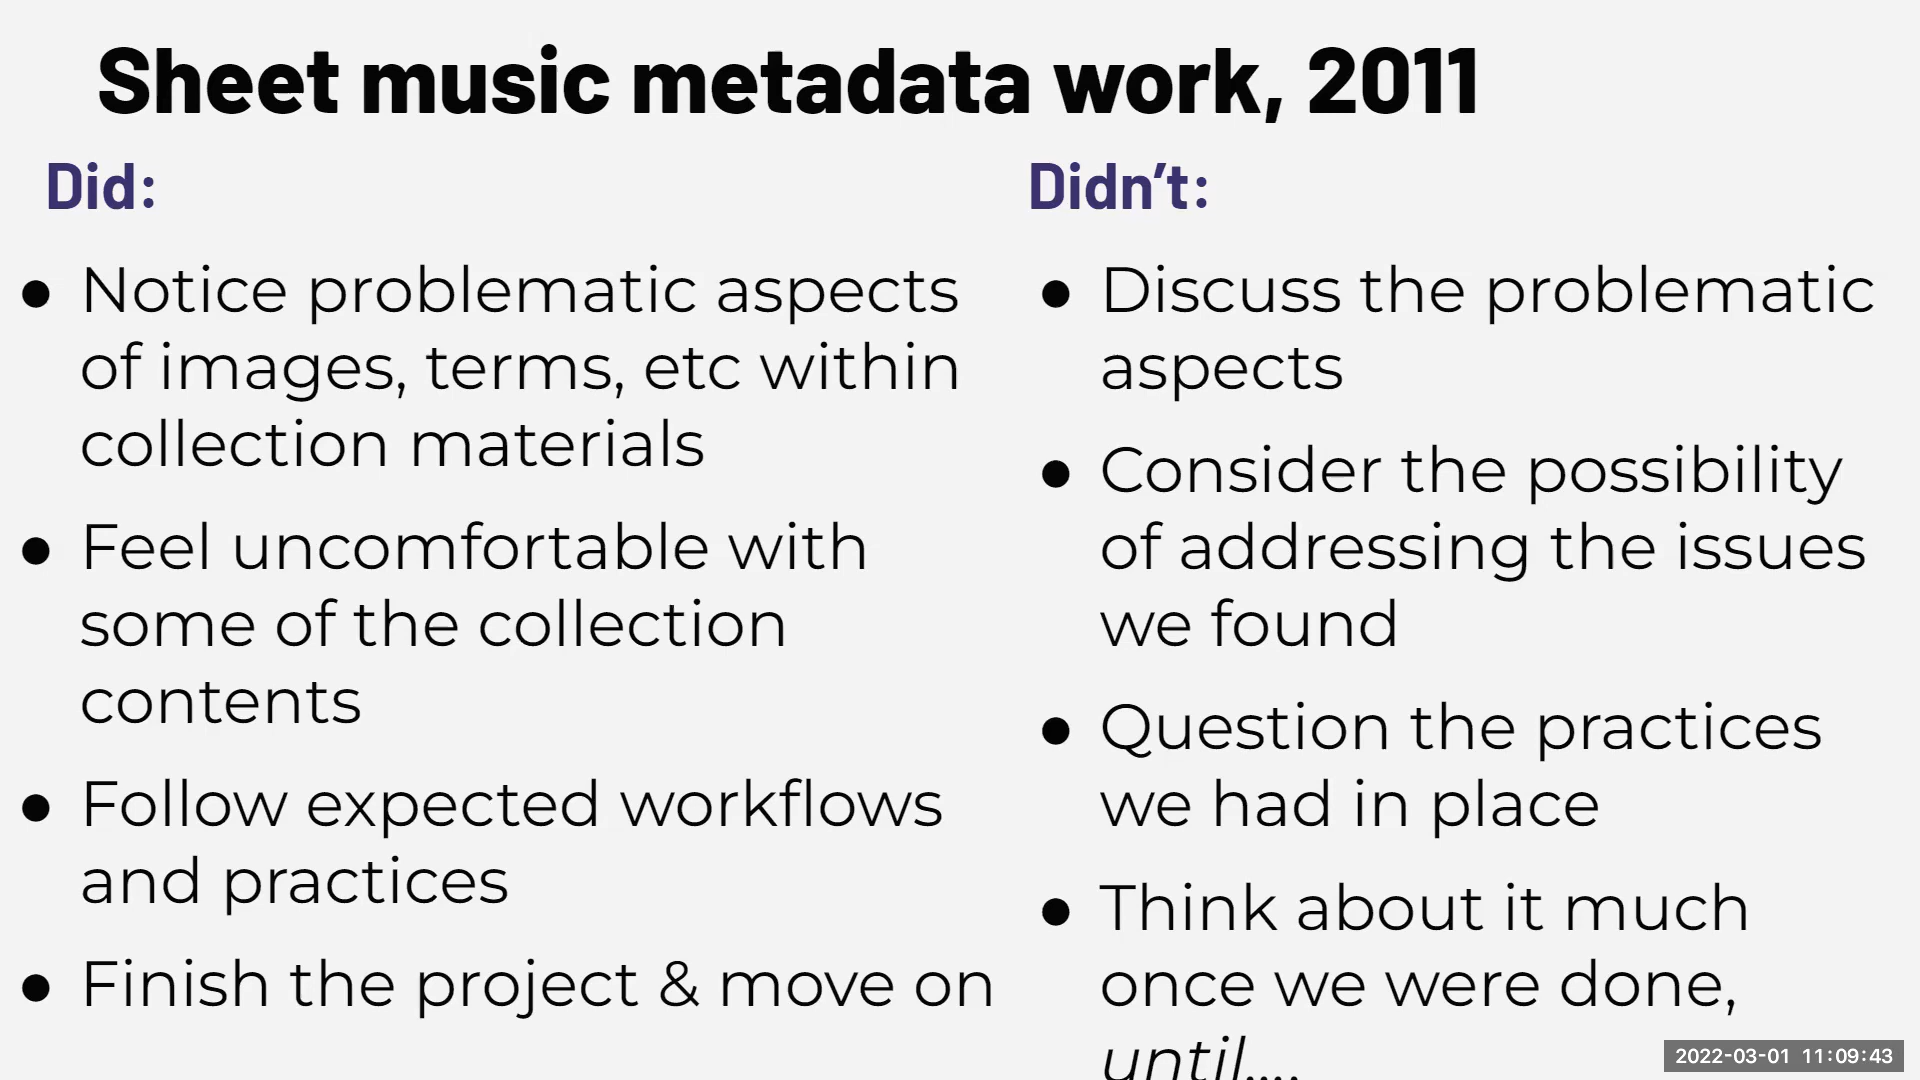 Sheet music metadata work, 2011
Did:
● Notice problematic aspects
of images, terms, etc within
collection materials
● Feel uncomfortable with
some of the collection
contents
● Follow expected workflows
and practices
● Finish the project & move on
Didn’t:
● Discuss the problematic
aspects
● Consider the possibility
of addressing the issues
we found
● Question the practices
we had in place
● Think about it much
once we were done,
until....
2022-03-01 11:09:43